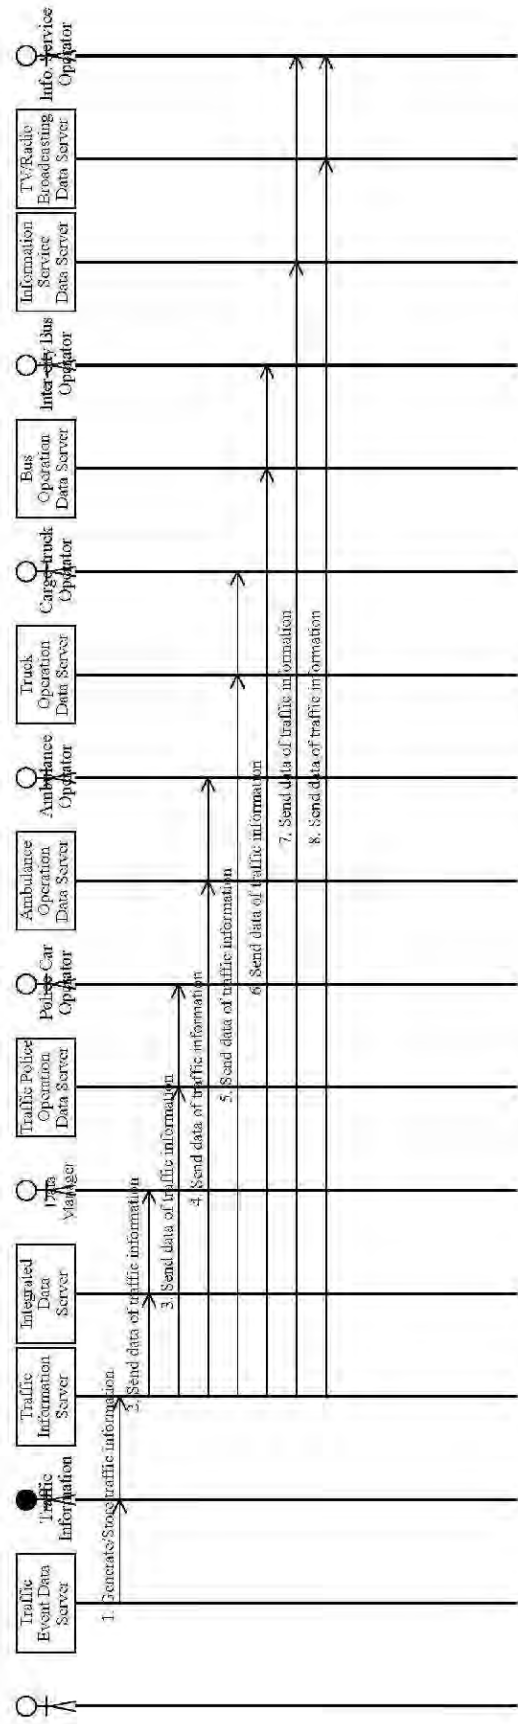 Traffic
Event Data
Server
Traffic
Information
Traffic
Information
Server
Integrated
Data
Server
Data
Manager
Traffic Police
Operation
Data Server
Police Car
Operator
Ambulance
Operation
Data Server
Ambulance
Operator
Truck
Operation
Data Server
Cargo-truck
Operator
Bus
Operation
Data Server
Inter-city Bus
Operator
Information
Service
Data Server
TV/Radio
Broadcasting
Data Server
Info. Service
Operator
1. Generate/Store traffic information
2. Send data of traffic information
3. Send data of traffic information
4. Send data of traffic information
5. Send data of traffic information
6. Send data of traffic information
7. Send data of traffic information
8. Send data of traffic information